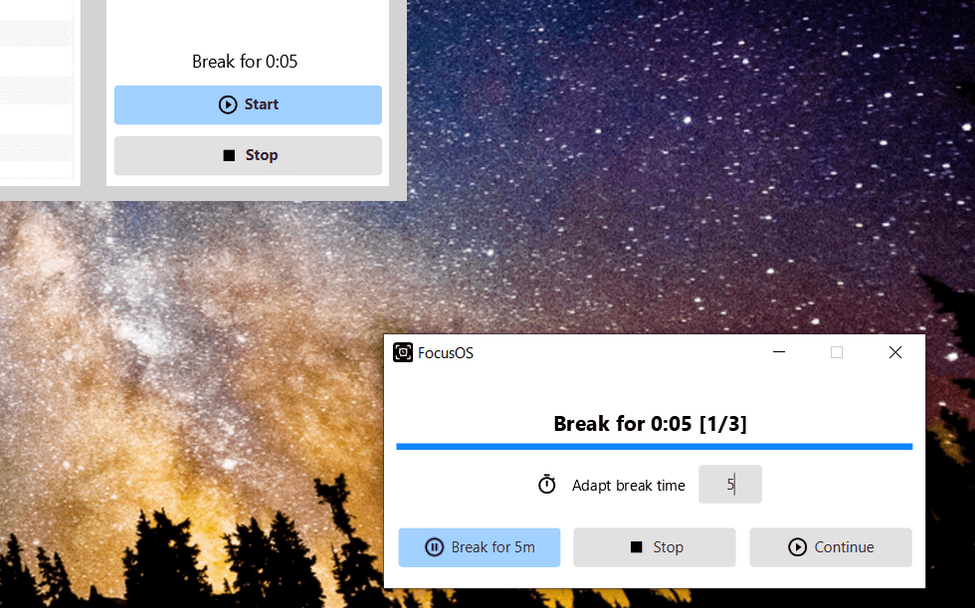 Break for 0:05
Start
Stop
FocusOS
Break for 0:05 [1/3]
Adapt break time 5
Break for 5m Stop Continue